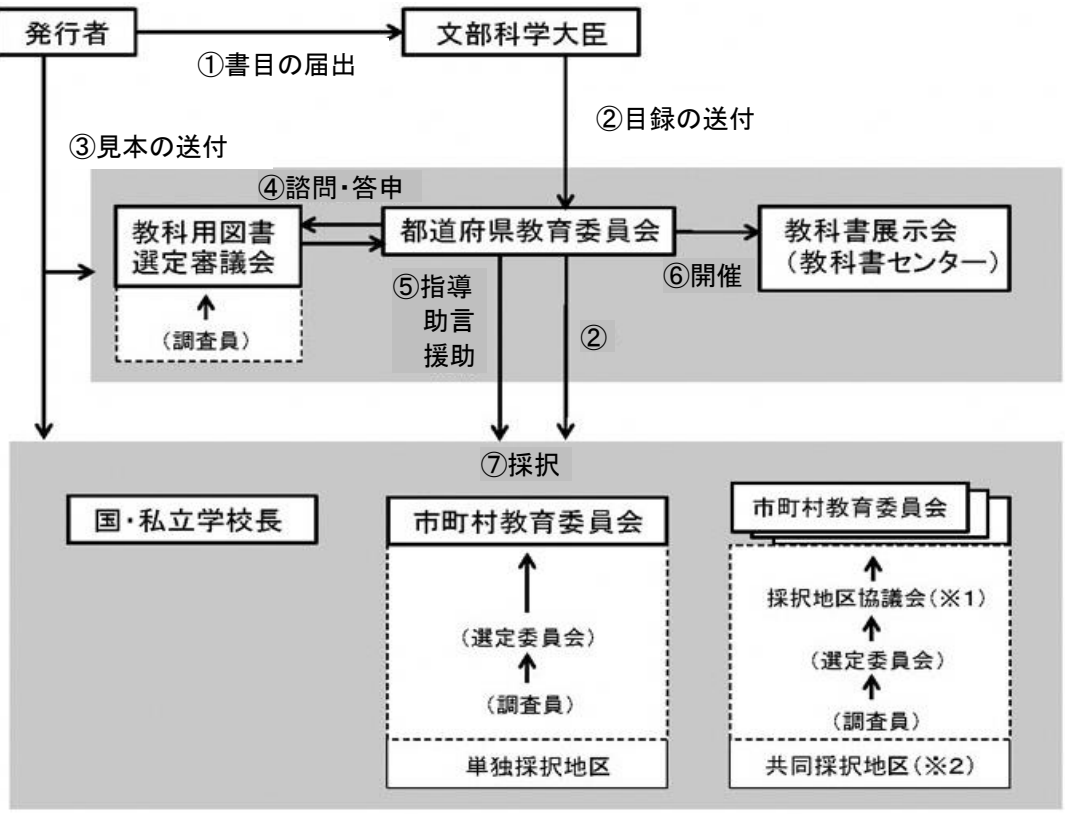 発行者
文部科学大臣
①書目の届出
②目録の送付
③見本の送付
④諮問・答申
教科用図書
選定審議会
(調査員)
都道府県教育委員会
教科書展示会
(教科書センター)
⑥開催
⑤指導
助言
援助
②
⑦採択
国・私立学校長
市町村教育委員会
(選定委員会)
(調査員)
単独採択地区
市町村教育委員会
採択地区協議会(※1)
(選定委員会)
(調査員)
共同採択地区(※2)